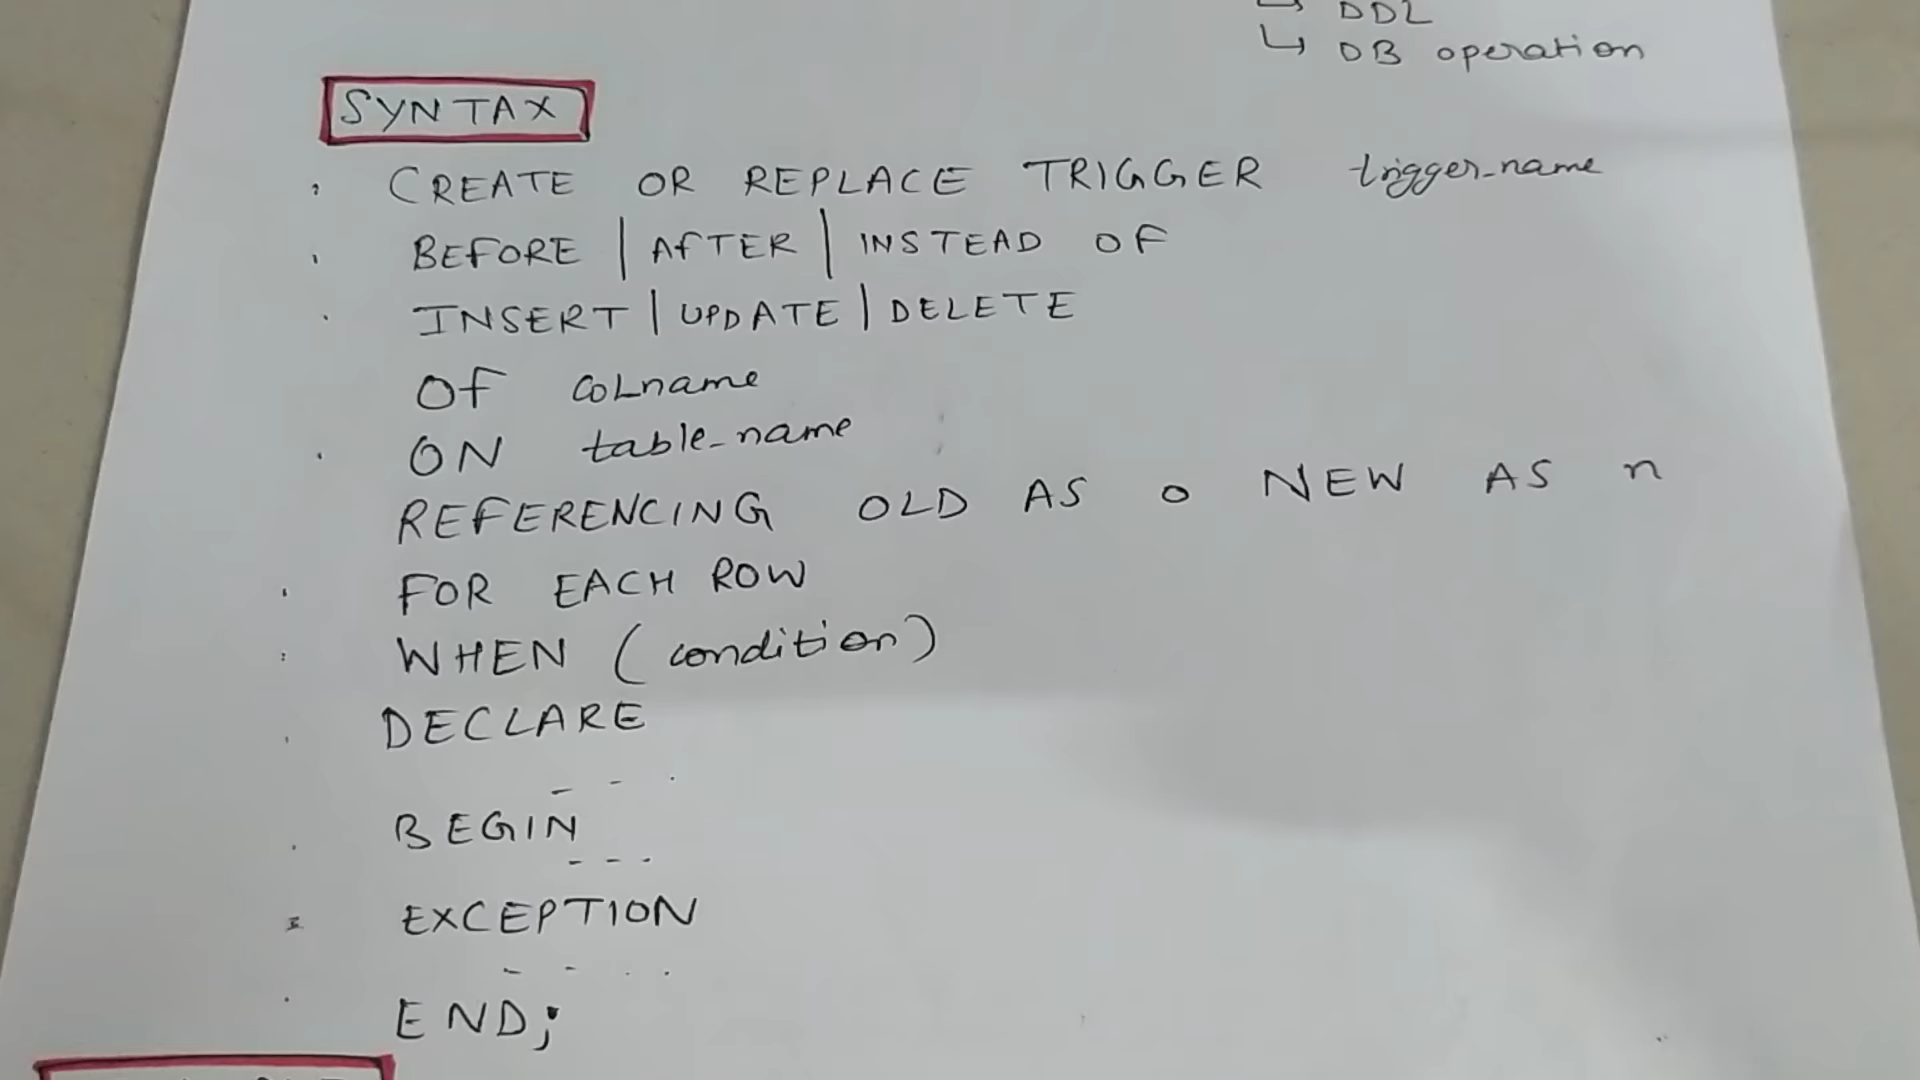 DDL
↳ DB operation
SYNTAX
CREATE OR REPLACE TRIGGER trigger_name
BEFORE | AFTER | INSTEAD OF
INSERT | UPDATE | DELETE
OF colname
ON table_name
REFERENCING OLD AS o NEW AS n
FOR EACH ROW
WHEN (condition)
DECLARE
- - .
BEGIN
- - -
EXCEPTION
- - . .
END;